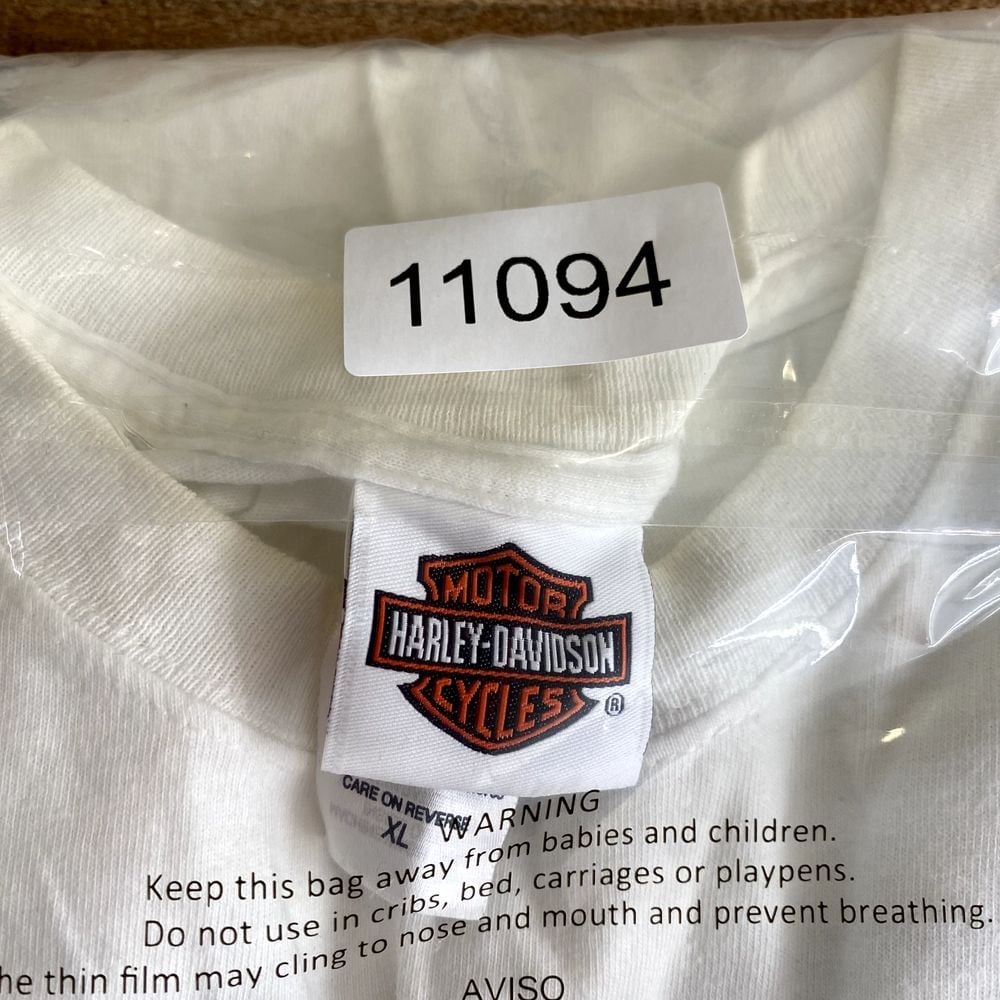 11094
MOTOR
HARLEY-DAVIDSON
CYCLES
®
CARE ON REVERSE
XL
WARNING
Keep this bag away from babies and children.
Do not use in cribs, bed, carriages or playpens.
he thin film may cling to nose and mouth and prevent breathing.
AVISO